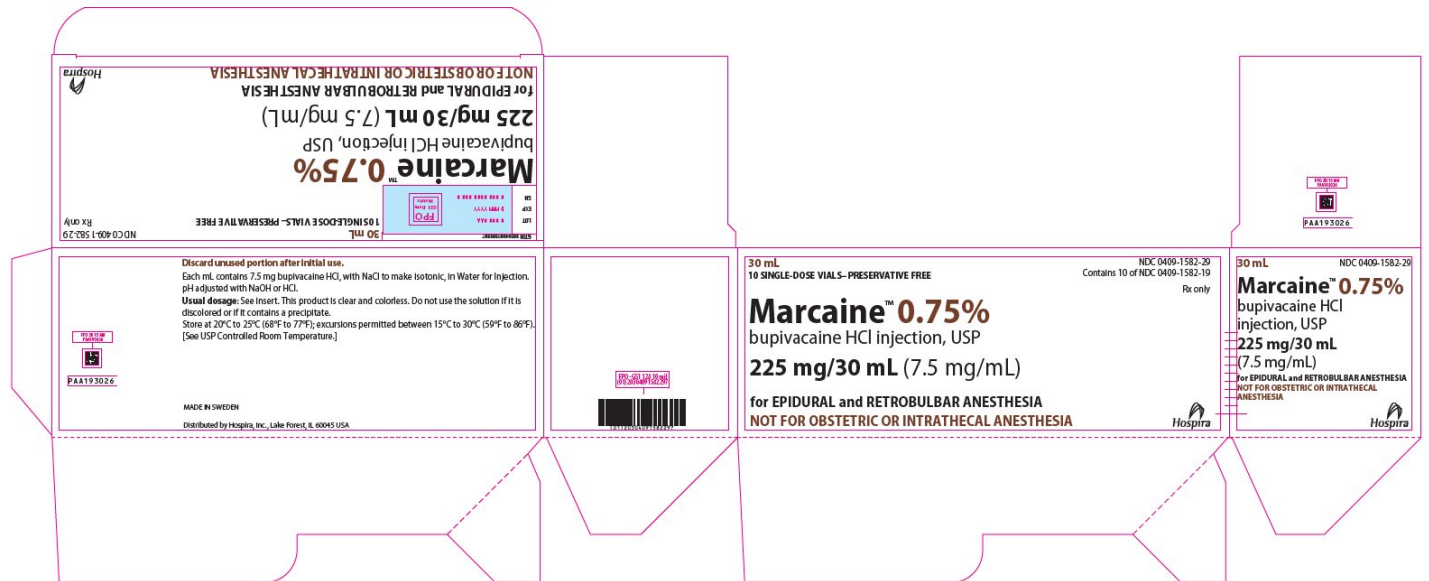 Hospira
NOT FOR OBSTETRIC OR INTRATHECAL ANESTHESIA
for EPIDURAL and RETROBULBAR ANESTHESIA
225 mg/30 mL (7.5 mg/mL)
bupivacaine HCl injection, USP
Marcaine™ 0.75%
10 SINGLE-DOSE VIALS– PRESERVATIVE FREE
Rx only
30 mL
NDC 0409-1582-29
LOT
EXP
SN
FPO
PAA193026
Discard unused portion after initial use.
Each mL contains 7.5 mg bupivacaine HCl, with NaCl to make isotonic, in Water for Injection.
pH adjusted with NaOH or HCl.
Usual dosage: See insert. This product is clear and colorless. Do not use the solution if it is
discolored or if it contains a precipitate.
Store at 20°C to 25°C (68°F to 77°F); excursions permitted between 15°C to 30°C (59°F to 86°F).
[See USP Controlled Room Temperature.]
PAA193026
MADE IN SWEDEN
Distributed by Hospira, Inc., Lake Forest, IL 60045 USA
(01)20304091582297
30 mL
10 SINGLE-DOSE VIALS– PRESERVATIVE FREE
NDC 0409-1582-29
Contains 10 of NDC 0409-1582-19
Rx only
Marcaine™ 0.75%
bupivacaine HCl injection, USP
225 mg/30 mL (7.5 mg/mL)
for EPIDURAL and RETROBULBAR ANESTHESIA
NOT FOR OBSTETRIC OR INTRATHECAL ANESTHESIA
Hospira
30 mL
NDC 0409-1582-29
Marcaine™ 0.75%
bupivacaine HCl
injection, USP
225 mg/30 mL
(7.5 mg/mL)
for EPIDURAL and RETROBULBAR ANESTHESIA
NOT FOR OBSTETRIC OR INTRATHECAL
ANESTHESIA
Hospira